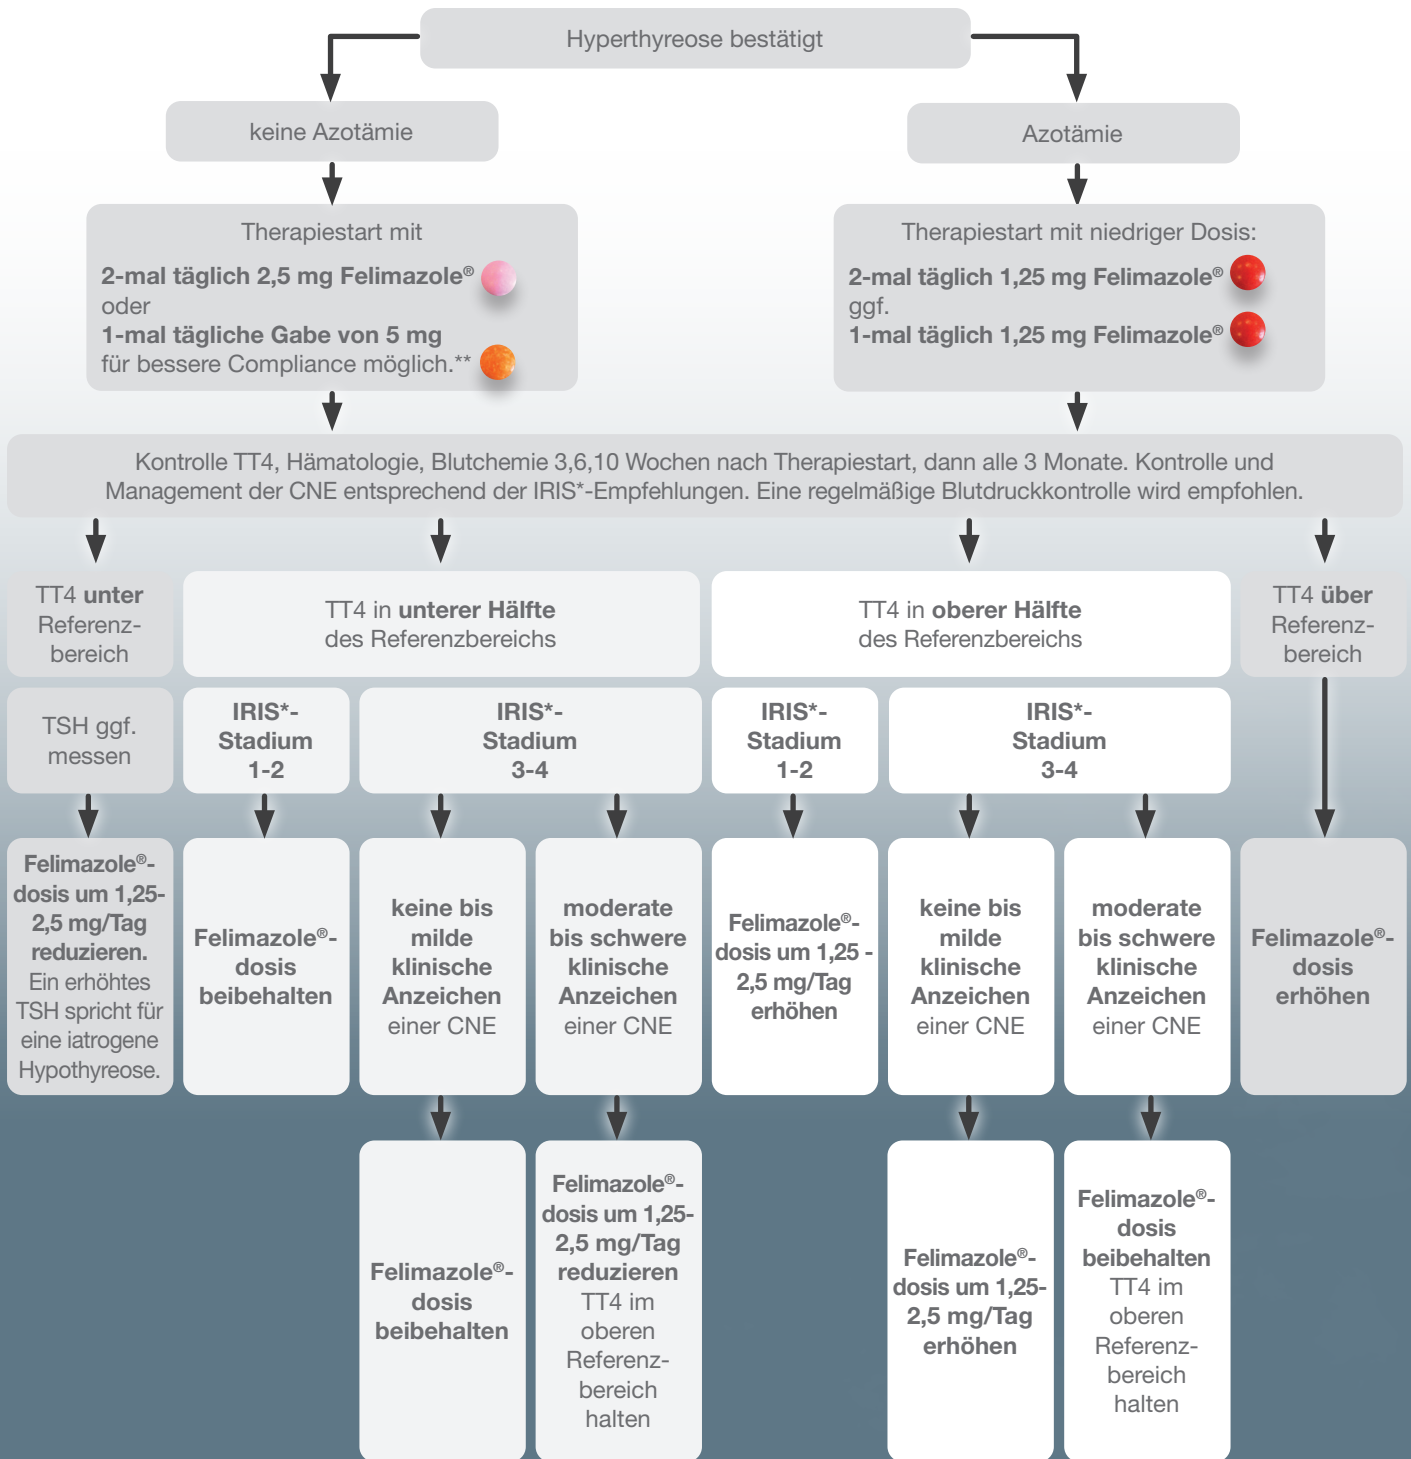 Hyperthyreose bestätigt
keine Azotämie
Azotämie
Therapiestart mit
2-mal täglich 2,5 mg Felimazole®
oder
1-mal tägliche Gabe von 5 mg
für bessere Compliance möglich.**
Therapiestart mit niedriger Dosis:
2-mal täglich 1,25 mg Felimazole®
ggf.
1-mal täglich 1,25 mg Felimazole®
Kontrolle TT4, Hämatologie, Blutchemie 3,6,10 Wochen nach Therapiestart, dann alle 3 Monate. Kontrolle und
Management der CNE entsprechend der IRIS*-Empfehlungen. Eine regelmäßige Blutdruckkontrolle wird empfohlen.
TT4 unter
Referenz-
bereich
TT4 in unterer Hälfte
des Referenzbereichs
TT4 in oberer Hälfte
des Referenzbereichs
TT4 über
Referenz-
bereich
TSH ggf.
messen
IRIS*-
Stadium
1-2
IRIS*-
Stadium
3-4
IRIS*-
Stadium
1-2
IRIS*-
Stadium
3-4
Felimazole®-
dosis um 1,25-
2,5 mg/Tag
reduzieren.
Ein erhöhtes
TSH spricht für
eine iatrogene
Hypothyreose.
Felimazole®-
dosis
beibehalten
keine bis
milde
klinische
Anzeichen
einer CNE
moderate
bis schwere
klinische
Anzeichen
einer CNE
Felimazole®-
dosis um 1,25 -
2,5 mg/Tag
erhöhen
keine bis
milde
klinische
Anzeichen
einer CNE
moderate
bis schwere
klinische
Anzeichen
einer CNE
Felimazole®-
dosis
erhöhen
Felimazole®-
dosis
beibehalten
Felimazole®-
dosis um 1,25-
2,5 mg/Tag
reduzieren
TT4 im
oberen
Referenz-
bereich
halten
Felimazole®-
dosis um 1,25-
2,5 mg/Tag
erhöhen
Felimazole®-
dosis
beibehalten
TT4 im
oberen
Referenz-
bereich
halten